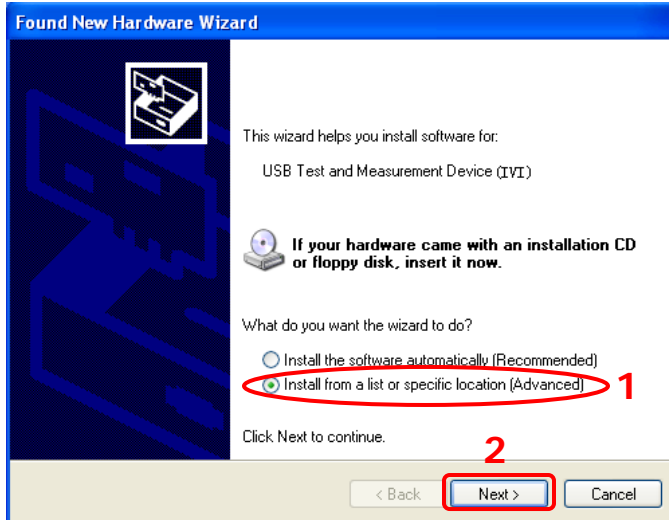 Found New Hardware Wizard
This wizard helps you install software for:
USB Test and Measurement Device (IVI)
If your hardware came with an installation CD
or floppy disk, insert it now.
What do you want the wizard to do?
Install the software automatically (Recommended)
Install from a list or specific location (Advanced)
1
Click Next to continue.
2
< Back
Next >
Cancel